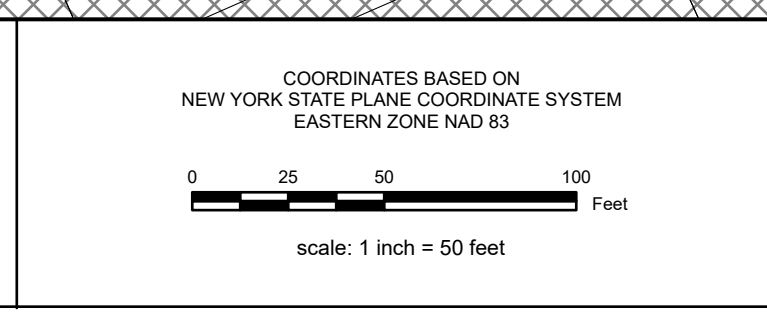 COORDINATES BASED ON
NEW YORK STATE PLANE COORDINATE SYSTEM
EASTERN ZONE NAD 83
0 25 50 100
Feet
scale: 1 inch = 50 feet